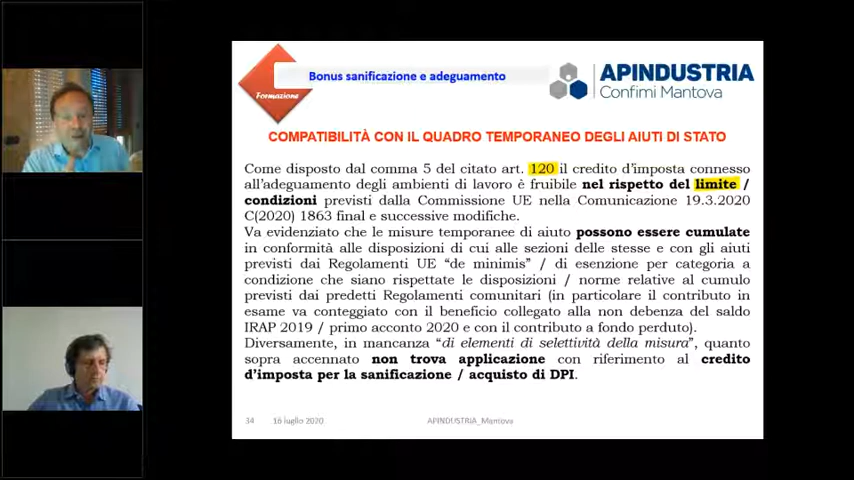 Bonus sanificazione e adeguamento
Formazione
APINDUSTRIA
Confimi Mantova
COMPATIBILITÀ CON IL QUADRO TEMPORANEO DEGLI AIUTI DI STATO
Come disposto dal comma 5 del citato art. 120 il credito d’imposta connesso
all’adeguamento degli ambienti di lavoro è fruibile nel rispetto del limite /
condizioni previsti dalla Commissione UE nella Comunicazione 19.3.2020
C(2020) 1863 final e successive modifiche.
Va evidenziato che le misure temporanee di aiuto possono essere cumulate
in conformità alle disposizioni di cui alle sezioni delle stesse e con gli aiuti
previsti dai Regolamenti UE “de minimis” / di esenzione per categoria a
condizione che siano rispettate le disposizioni / norme relative al cumulo
previsti dai predetti Regolamenti comunitari (in particolare il contributo in
esame va conteggiato con il beneficio collegato alla non debenza del saldo
IRAP 2019 / primo acconto 2020 e con il contributo a fondo perduto).
Diversamente, in mancanza “di elementi di selettività della misura”, quanto
sopra accennato non trova applicazione con riferimento al credito
d’imposta per la sanificazione / acquisto di DPI.
34
16 luglio 2020
APINDUSTRIA_Mantova